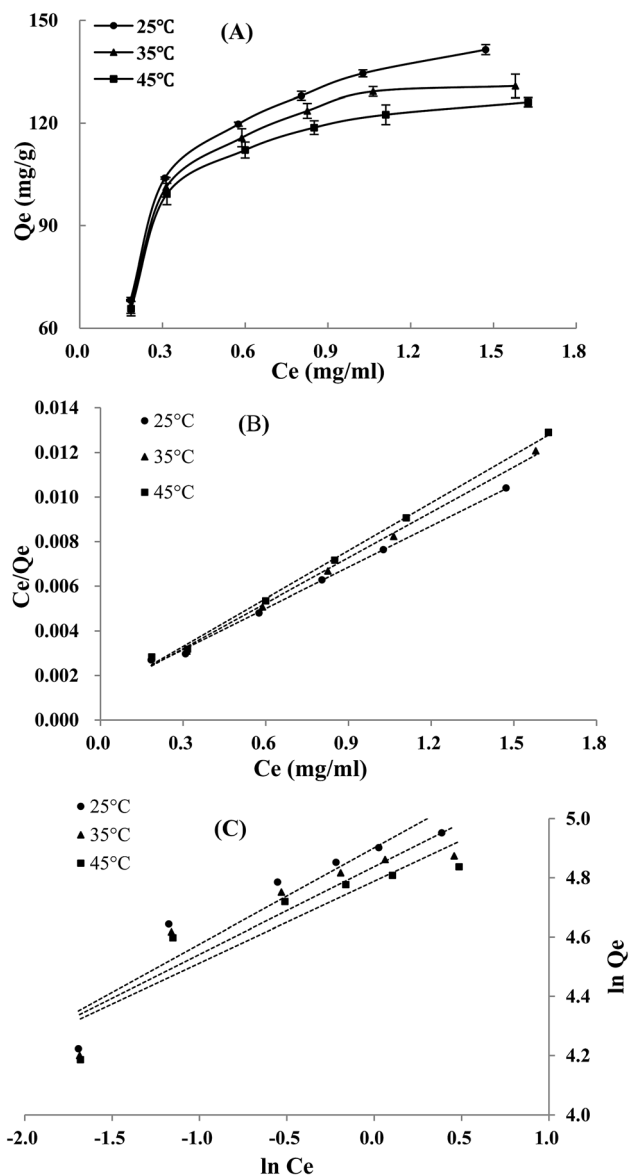 (A)
25°C
35°C
45°C
150
120
90
60
Qe (mg/g)
0.0 0.3 0.6 0.9 1.2 1.5 1.8
Ce (mg/ml)
(B)
25°C
35°C
45°C
0.014
0.012
0.010
0.008
0.006
0.004
0.002
0.000
Ce/Qe
0.0 0.3 0.6 0.9 1.2 1.5 1.8
Ce (mg/ml)
(C)
25°C
35°C
45°C
5.0
4.8
4.6
4.4
4.2
4.0
ln Qe
-2.0 -1.5 -1.0 -0.5 0.0 0.5 1.0
ln Ce